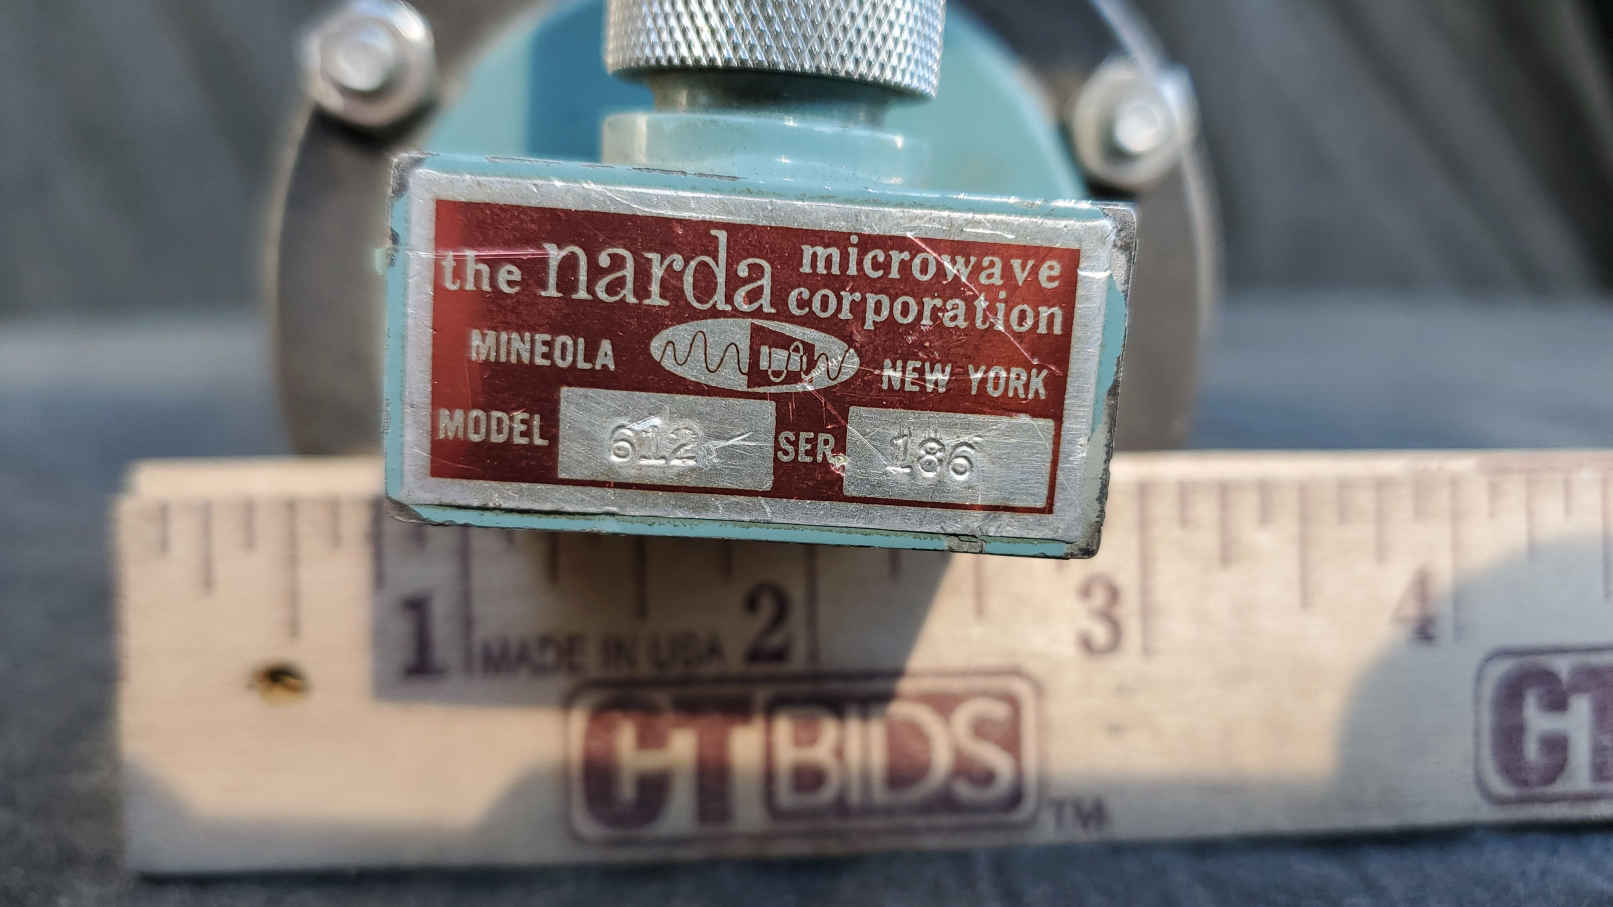 the narda microwave corporation
MINEOLA NEW YORK
MODEL 612 SER. 186
1 2 3 4
MADE IN USA
CTBIDS™
CT